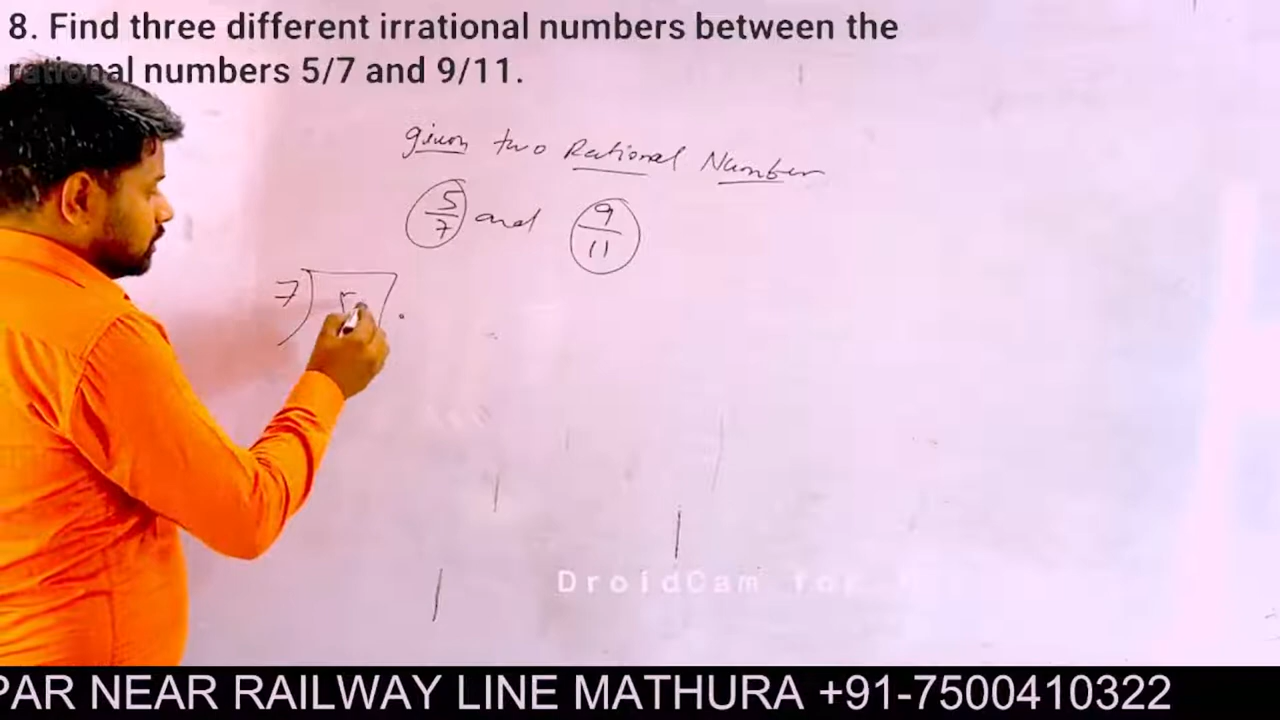 8. Find three different irrational numbers between the
rational numbers 5/7 and 9/11.
given two Rational Number
5/7 and 9/11
7) 5
DroidCam for
PAR NEAR RAILWAY LINE MATHURA +91-7500410322